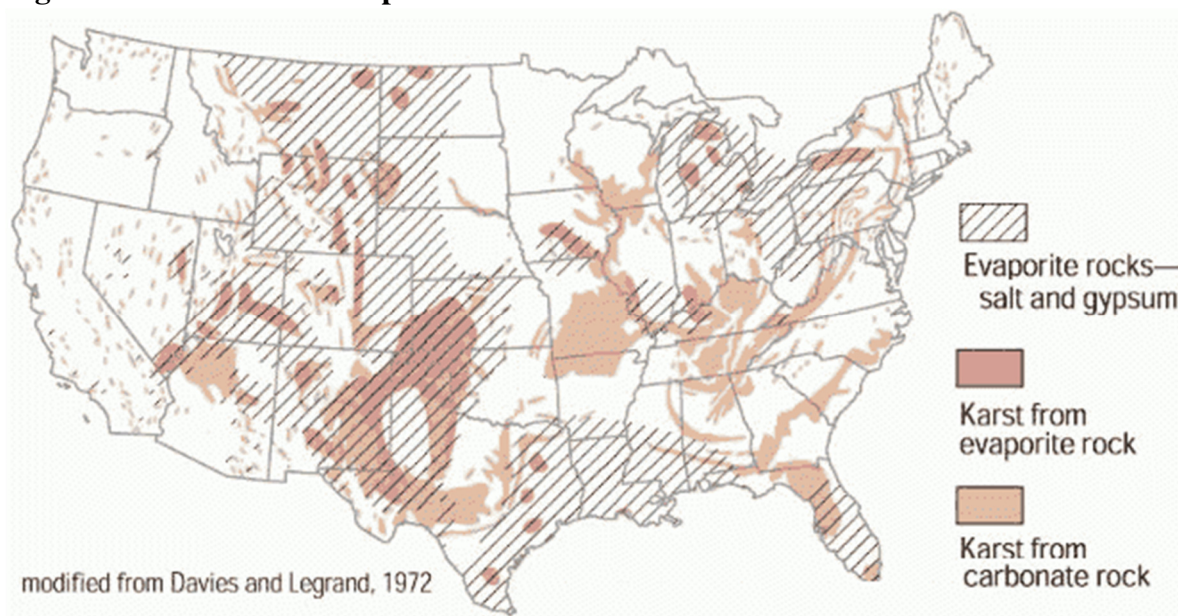 Evaporite rocks—
salt and gypsum
Karst from
evaporite rock
Karst from
carbonate rock
modified from Davies and Legrand, 1972